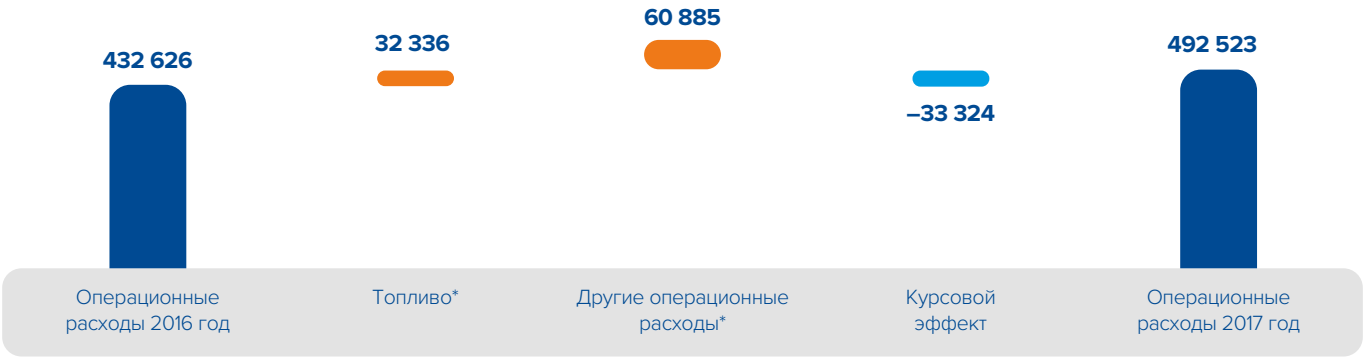 60 885
32 336
492 523
432 626
–33 324
Операционные
расходы 2016 год
Топливо*
Другие операционные
расходы*
Курсовой
эффект
Операционные
расходы 2017 год